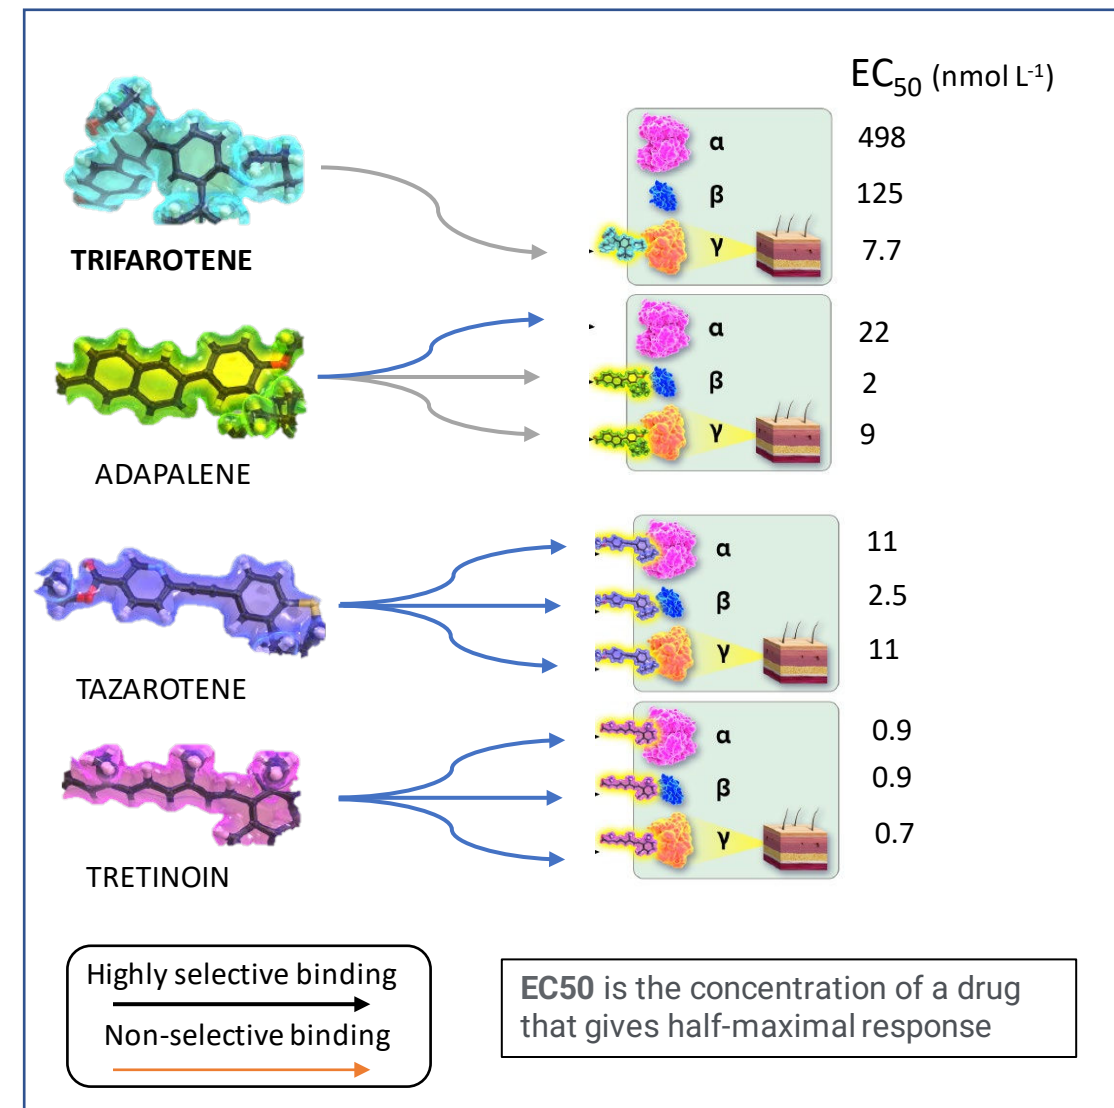 EC₅₀ (nmol L⁻¹)
α 498
β 125
γ 7.7
TRIFAROTENE
α 22
β 2
γ 9
ADAPALENE
α 11
β 2.5
γ 11
TAZAROTENE
α 0.9
β 0.9
γ 0.7
TRETINOIN
Highly selective binding
Non-selective binding
EC50 is the concentration of a drug
that gives half-maximal response